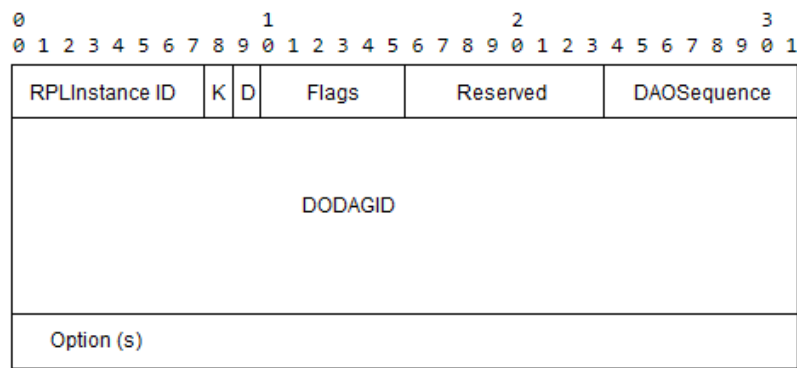 0 1 2 3
0 1 2 3 4 5 6 7 8 9 0 1 2 3 4 5 6 7 8 9 0 1 2 3 4 5 6 7 8 9 0 1
RPLInstance ID K D Flags Reserved DAOSequence
DODAGID
Option (s)